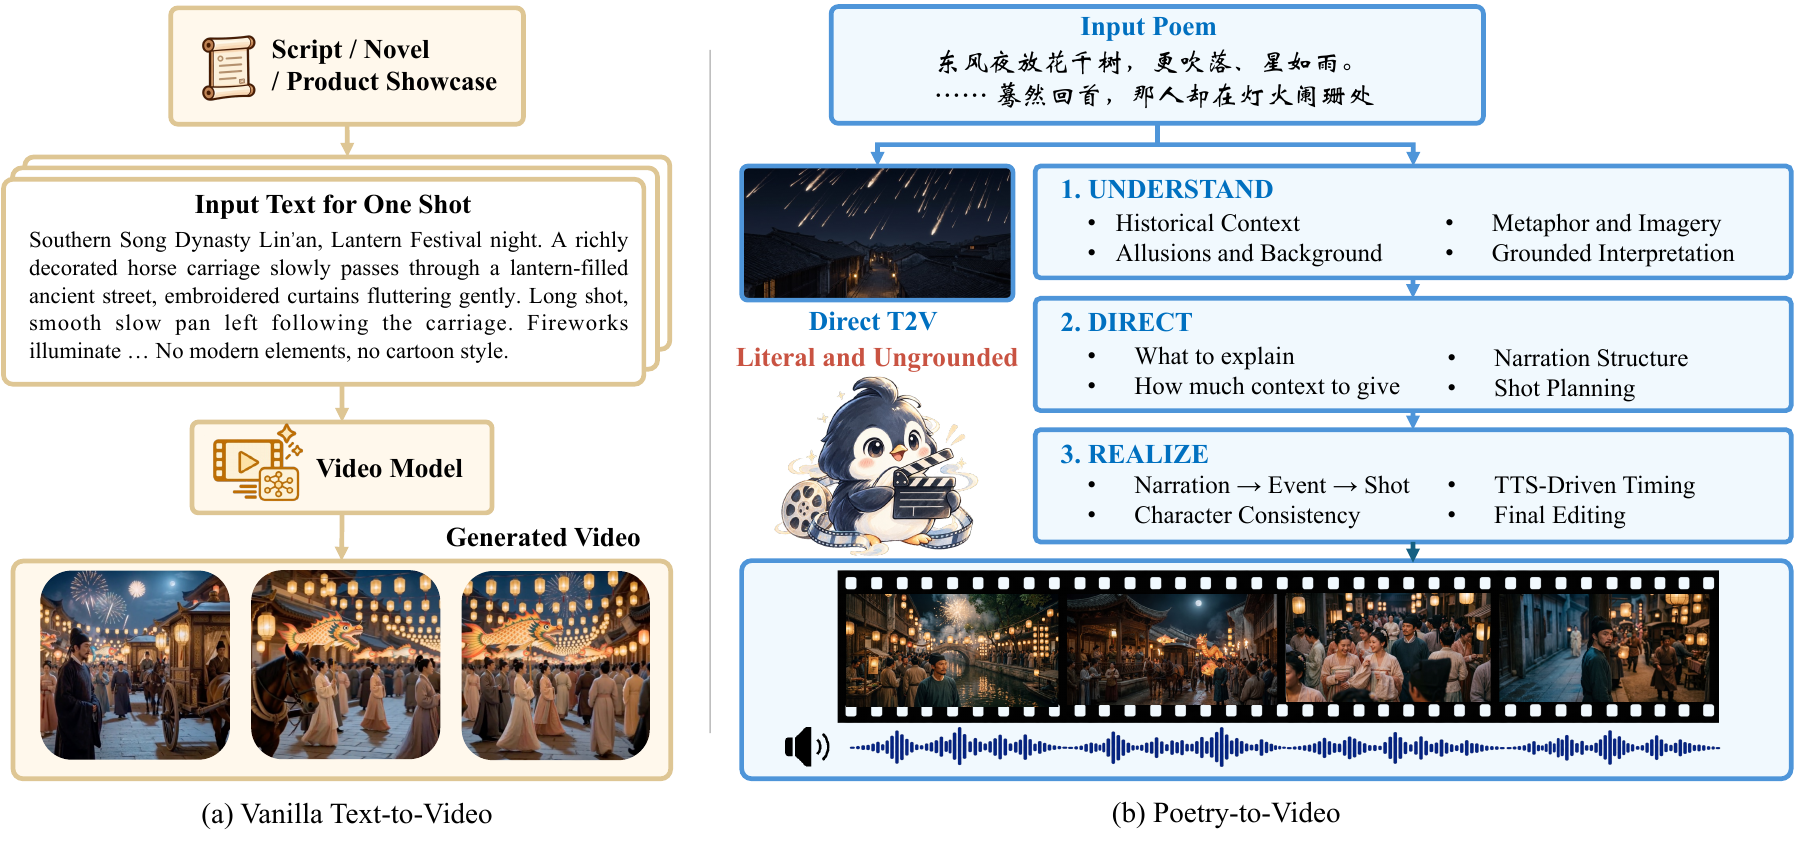 Script / Novel
/ Product Showcase
Input Text for One Shot
Southern Song Dynasty Lin'an, Lantern Festival night. A richly
decorated horse carriage slowly passes through a lantern-filled
ancient street, embroidered curtains fluttering gently. Long shot,
smooth slow pan left following the carriage. Fireworks
illuminate … No modern elements, no cartoon style.
Video Model
Generated Video
(a) Vanilla Text-to-Video
Input Poem
东风夜放花千树，更吹落、星如雨。
…… 蓦然回首，那人却在灯火阑珊处
Direct T2V
Literal and Ungrounded
1. UNDERSTAND
• Historical Context
• Metaphor and Imagery
• Allusions and Background
• Grounded Interpretation
2. DIRECT
• What to explain
• Narration Structure
• How much context to give
• Shot Planning
3. REALIZE
• Narration → Event → Shot
• TTS-Driven Timing
• Character Consistency
• Final Editing
(b) Poetry-to-Video